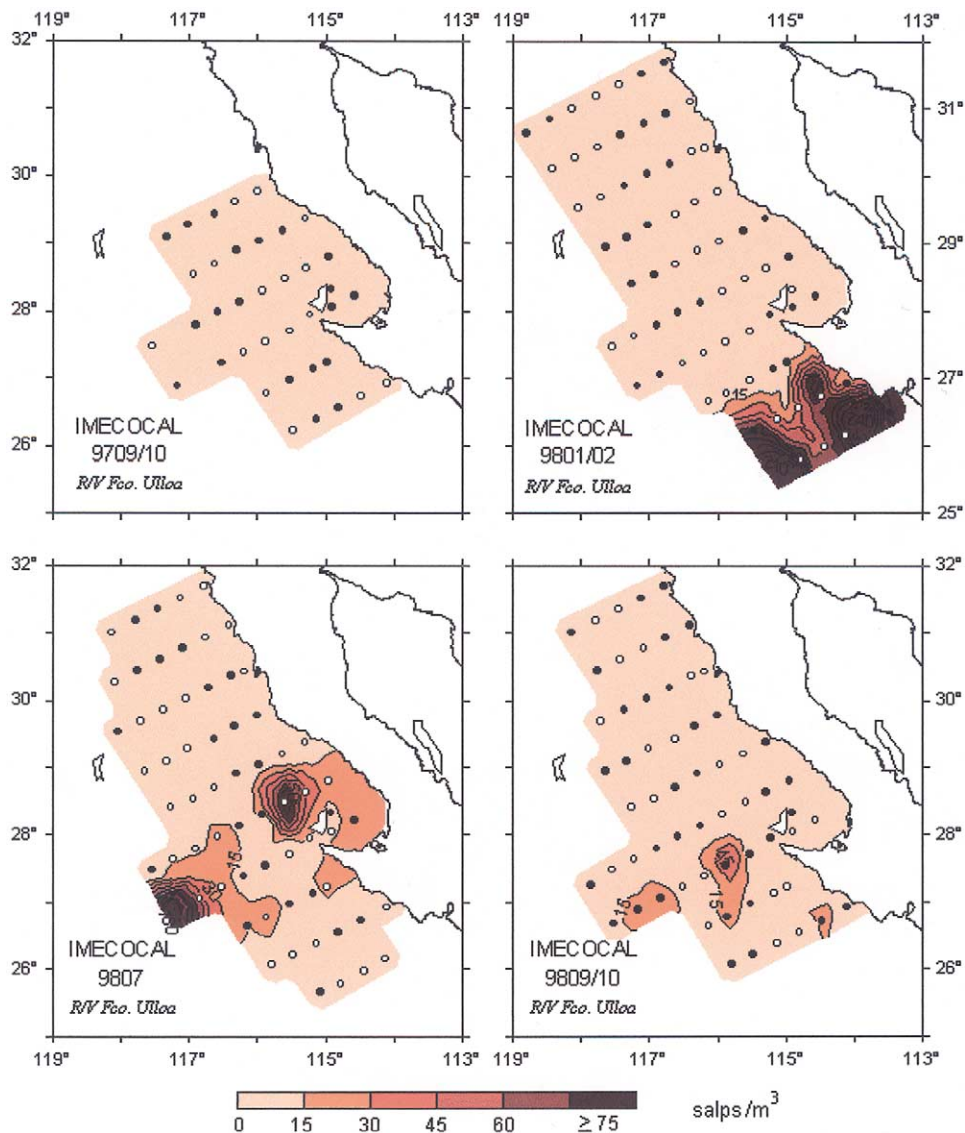 119° 117° 115° 113° 119° 117° 115° 113°
32°
31°
30°
29°
28°
27°
26°
25°
15
IMECOCAL
9709/10
R/V Fco. Ulloa
IMECOCAL
9801/02
R/V Fco. Ulloa
32° 32°
30° 30°
28° 28°
26° 26°
15
15
15
15
IMECOCAL
9807
R/V Fco. Ulloa
IMECOCAL
9809/10
R/V Fco. Ulloa
119° 117° 115° 113° 119° 117° 115° 113°
0 15 30 45 60 ≥ 75 salps/m³